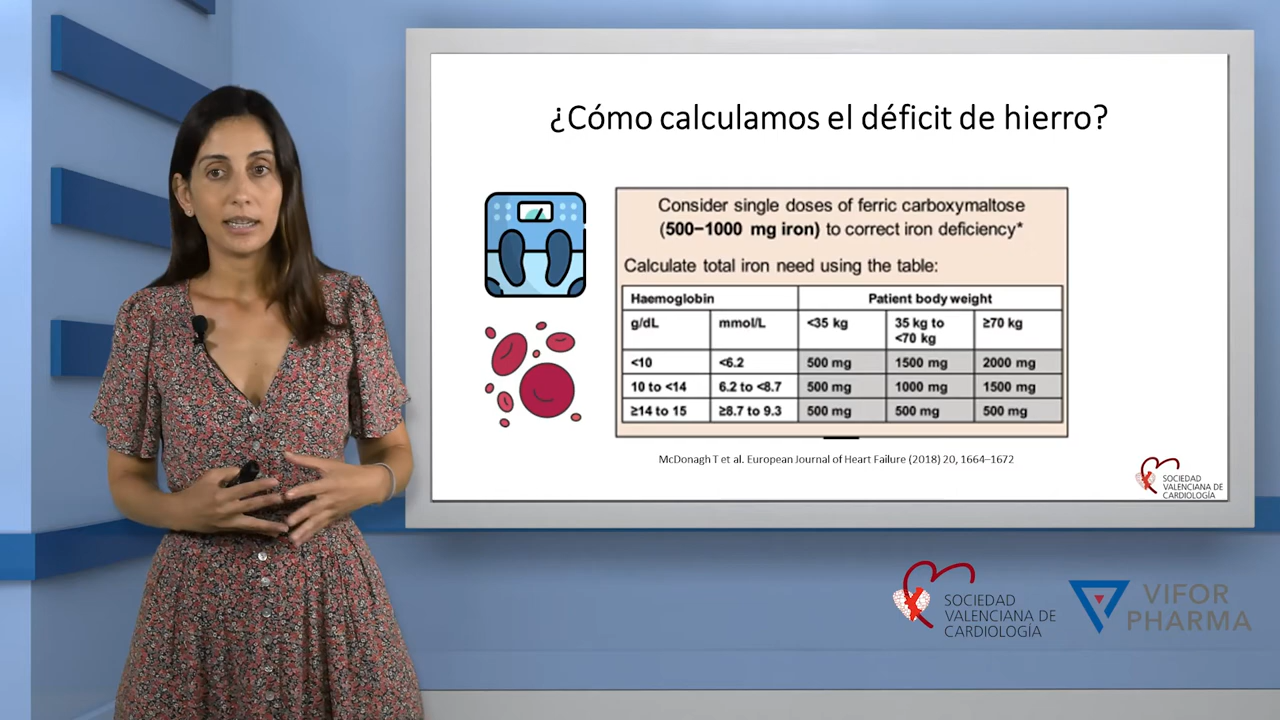 ¿Cómo calculamos el déficit de hierro?
Consider single doses of ferric carboxymaltose
(500−1000 mg iron) to correct iron deficiency*
Calculate total iron need using the table:
Haemoglobin Patient body weight
g/dL mmol/L <35 kg 35 kg to <70 kg ≥70 kg
<10 <6.2 500 mg 1500 mg 2000 mg
10 to <14 6.2 to <8.7 500 mg 1000 mg 1500 mg
≥14 to 15 ≥8.7 to 9.3 500 mg 500 mg 500 mg
McDonagh T et al. European Journal of Heart Failure (2018) 20, 1664–1672
SOCIEDAD
VALENCIANA DE
CARDIOLOGÍA
SOCIEDAD
VALENCIANA DE
CARDIOLOGÍA
VIFOR
PHARMA